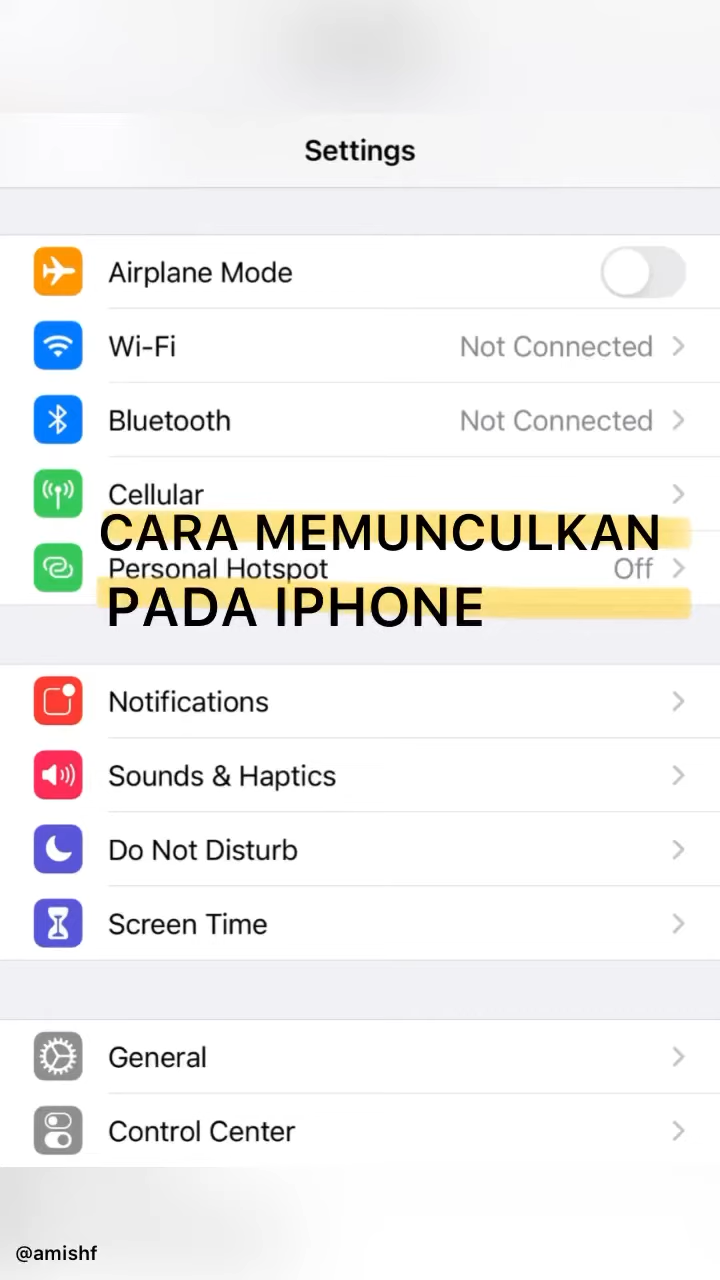 Settings
Airplane Mode
Wi-Fi Not Connected
Bluetooth Not Connected
Cellular
CARA MEMUNCULKAN
Personal Hotspot Off
PADA IPHONE
Notifications
Sounds & Haptics
Do Not Disturb
Screen Time
General
Control Center
@amishf